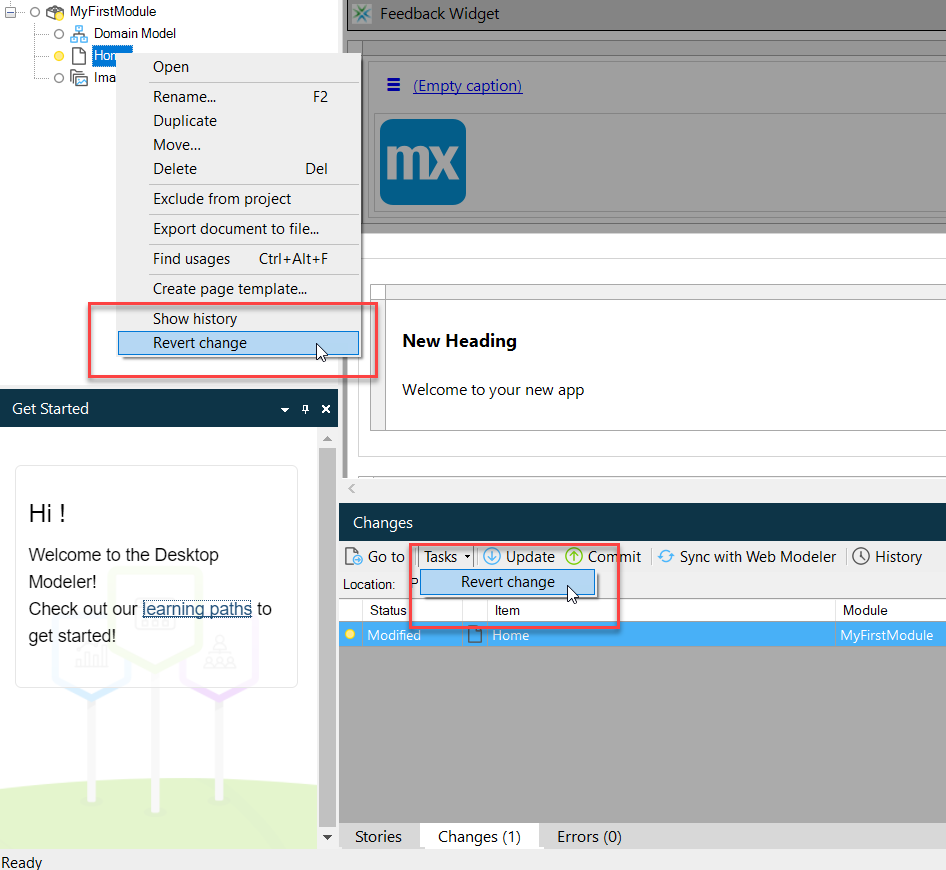 MyFirstModule
Domain Model
Hom
Ima
Open
Rename... F2
Duplicate
Move...
Delete Del
Exclude from project
Export document to file...
Find usages Ctrl+Alt+F
Create page template...
Show history
Revert change
Feedback Widget
(Empty caption)
mx
New Heading
Welcome to your new app
Get Started
Hi !
Welcome to the Desktop
Modeler!
Check out our learning paths to
get started!
Changes
Go to Tasks Update Commit Sync with Web Modeler History
Revert change
Location: P
Status Item Module
Modified Home MyFirstModule
Stories Changes (1) Errors (0)
Ready